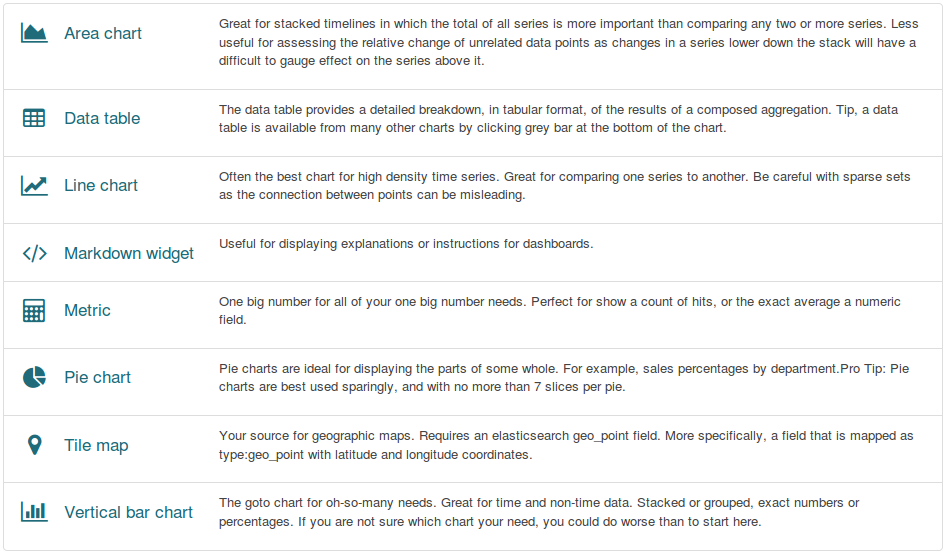 Area chart
Great for stacked timelines in which the total of all series is more important than comparing any two or more series. Less
useful for assessing the relative change of unrelated data points as changes in a series lower down the stack will have a
difficult to gauge effect on the series above it.
Data table
The data table provides a detailed breakdown, in tabular format, of the results of a composed aggregation. Tip, a data
table is available from many other charts by clicking grey bar at the bottom of the chart.
Line chart
Often the best chart for high density time series. Great for comparing one series to another. Be careful with sparse sets
as the connection between points can be misleading.
Markdown widget
Useful for displaying explanations or instructions for dashboards.
Metric
One big number for all of your one big number needs. Perfect for show a count of hits, or the exact average a numeric
field.
Pie chart
Pie charts are ideal for displaying the parts of some whole. For example, sales percentages by department.Pro Tip: Pie
charts are best used sparingly, and with no more than 7 slices per pie.
Tile map
Your source for geographic maps. Requires an elasticsearch geo_point field. More specifically, a field that is mapped as
type:geo_point with latitude and longitude coordinates.
Vertical bar chart
The goto chart for oh-so-many needs. Great for time and non-time data. Stacked or grouped, exact numbers or
percentages. If you are not sure which chart your need, you could do worse than to start here.